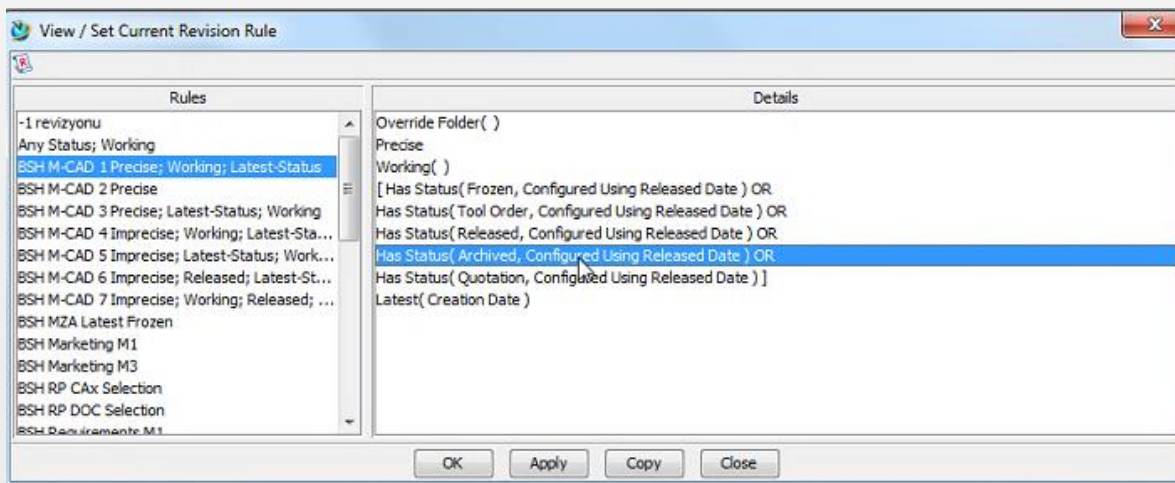 View / Set Current Revision Rule
Rules
-1 revizyonu
Any Status; Working
BSH M-CAD 1 Precise; Working; Latest-Status
BSH M-CAD 2 Precise
BSH M-CAD 3 Precise; Latest-Status; Working
BSH M-CAD 4 Imprecise; Working; Latest-Sta...
BSH M-CAD 5 Imprecise; Latest-Status; Work...
BSH M-CAD 6 Imprecise; Released; Latest-St...
BSH M-CAD 7 Imprecise; Working; Released; ...
BSH MZA Latest Frozen
BSH Marketing M1
BSH Marketing M3
BSH RP CAx Selection
BSH RP DOC Selection
BSH Requirements M1
Details
Override Folder( )
Precise
Working( )
[ Has Status( Frozen, Configured Using Released Date ) OR
Has Status( Tool Order, Configured Using Released Date ) OR
Has Status( Released, Configured Using Released Date ) OR
Has Status( Archived, Configured Using Released Date ) OR
Has Status( Quotation, Configured Using Released Date ) ]
Latest( Creation Date )
OK Apply Copy Close